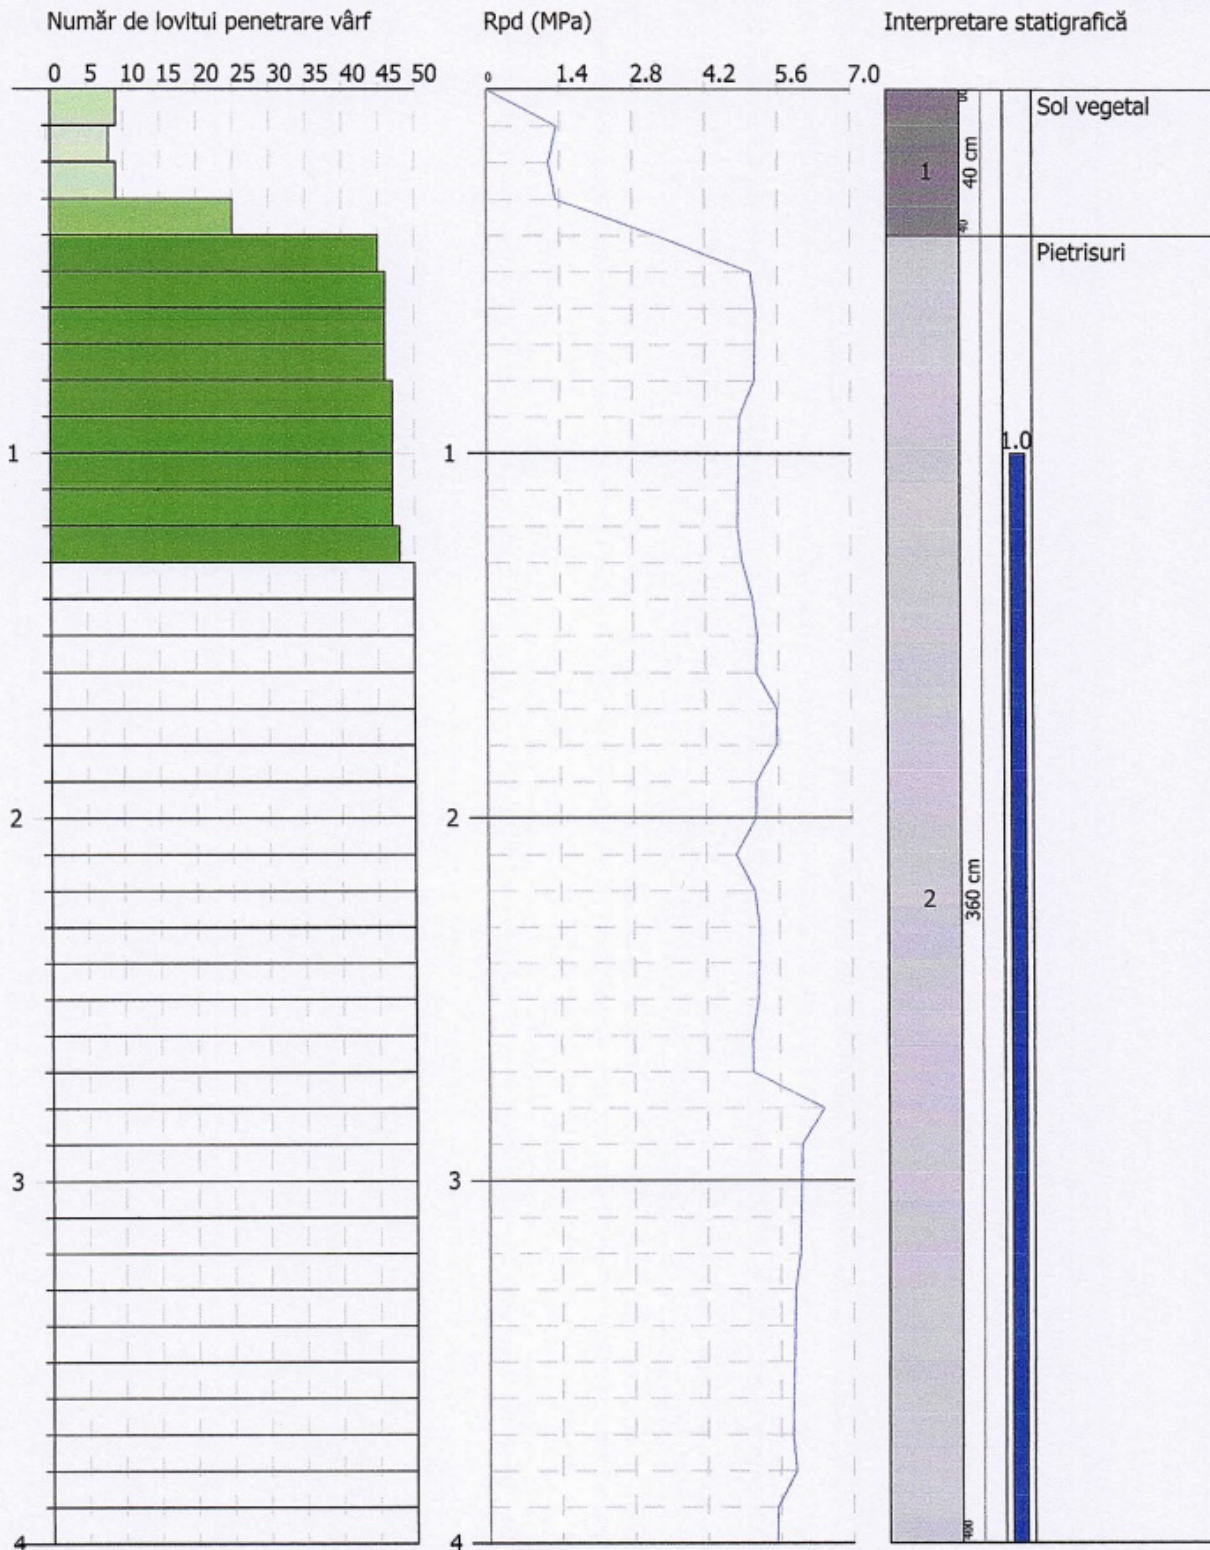 Număr de lovitui penetrare vârf
Rpd (MPa)
Interpretare statigrafică
0 5 10 15 20 25 30 35 40 45 50
0 1.4 2.8 4.2 5.6 7.0
Sol vegetal
1
40 cm
40
Pietrisuri
1
1
1.0
2
2
2
360 cm
3
3
400
4
4